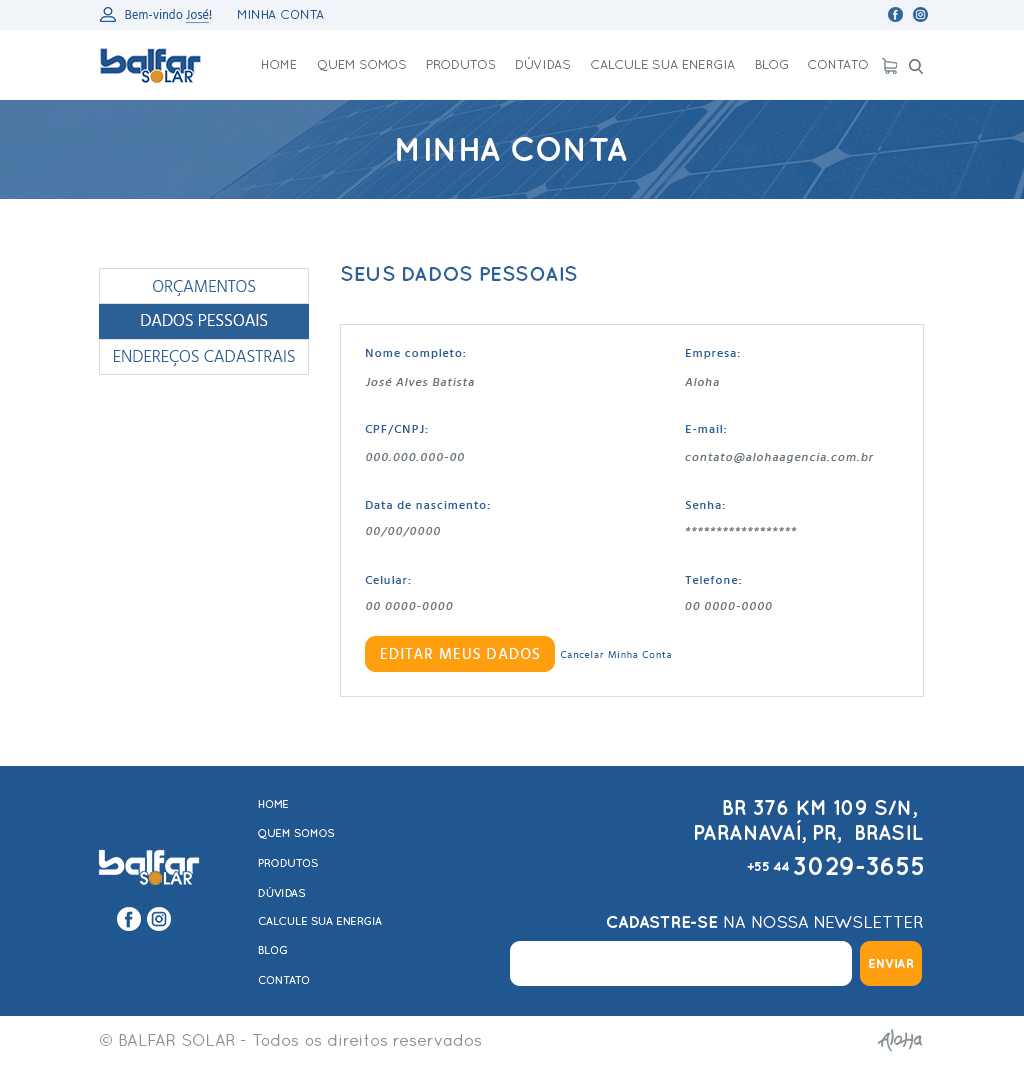 Bem-vindo José! MINHA CONTA
balfar SOLAR
HOME QUEM SOMOS PRODUTOS DÚVIDAS CALCULE SUA ENERGIA BLOG CONTATO
MINHA CONTA
ORÇAMENTOS
DADOS PESSOAIS
ENDEREÇOS CADASTRAIS
SEUS DADOS PESSOAIS
Nome completo: Empresa:
José Alves Batista Aloha
CPF/CNPJ: E-mail:
000.000.000-00 contato@alohaagencia.com.br
Data de nascimento: Senha:
00/00/0000 ******************
Celular: Telefone:
00 0000-0000 00 0000-0000
EDITAR MEUS DADOS Cancelar Minha Conta
balfar SOLAR
HOME
QUEM SOMOS
PRODUTOS
DÚVIDAS
CALCULE SUA ENERGIA
BLOG
CONTATO
BR 376 KM 109 S/N,
PARANAVAÍ, PR, BRASIL
+55 44 3029-3655
CADASTRE-SE NA NOSSA NEWSLETTER
ENVIAR
© BALFAR SOLAR - Todos os direitos reservados
Aloha